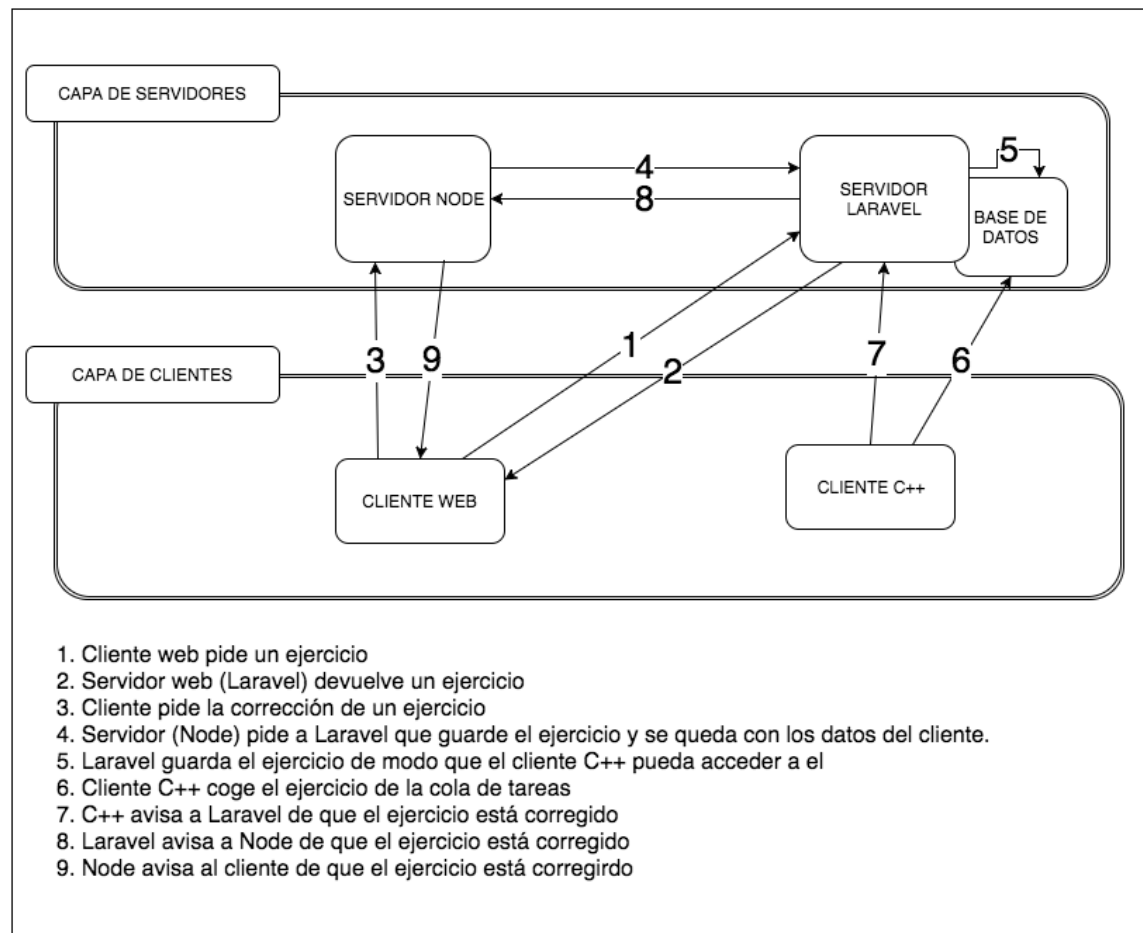 CAPA DE SERVIDORES
4
5
SERVIDOR NODE
8
SERVIDOR
LARAVEL
BASE DE
DATOS
1
3
9
2
7
6
CAPA DE CLIENTES
CLIENTE WEB
CLIENTE C++
1. Cliente web pide un ejercicio
2. Servidor web (Laravel) devuelve un ejercicio
3. Cliente pide la corrección de un ejercicio
4. Servidor (Node) pide a Laravel que guarde el ejercicio y se queda con los datos del cliente.
5. Laravel guarda el ejercicio de modo que el cliente C++ pueda acceder a el
6. Cliente C++ coge el ejercicio de la cola de tareas
7. C++ avisa a Laravel de que el ejercicio está corregido
8. Laravel avisa a Node de que el ejercicio está corregido
9. Node avisa al cliente de que el ejercicio está corregirdo